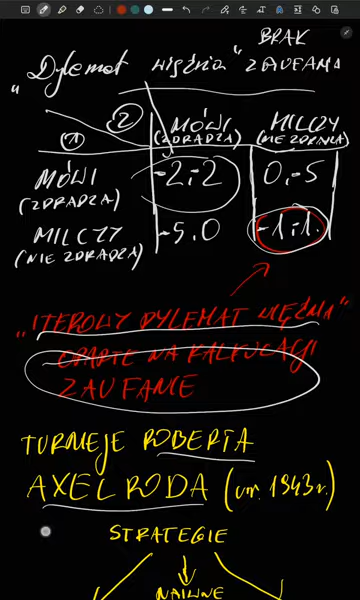 BRAK
„Dylemat więźnia" ZAUFANIA
② MÓWI MILCZY
① (ZDRADZA) (NIE ZDRADZA)
MÓWI -2,-2 0,-5
(ZDRADZA)
MILCZY -5,0 -1,-1.
(NIE ZDRADZA)
„ITEROWY DYLEMAT WIĘŹNIA"
OPARTE NA KALKULACJI
ZAUFANIE
TURNIEJE ROBERTA
AXELRODA (ur. 1943r.)
STRATEGIE
NAIWNE